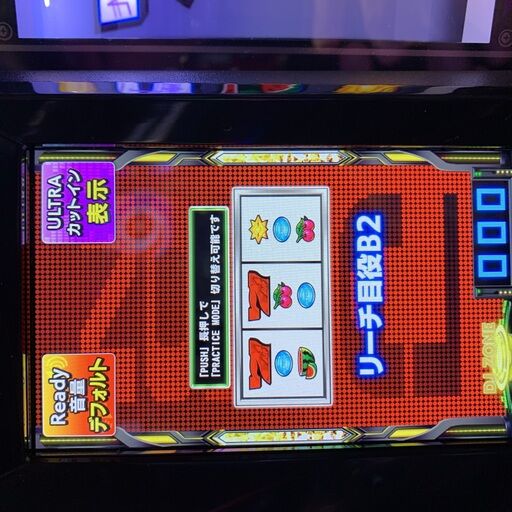 Ready
音量
デフォルト
ULTRA
カットイン
表示
「PUSH」長押しで
「PRACTICE MODE」切り替え可能です
リーチ目役B2
DJ ZONE
000